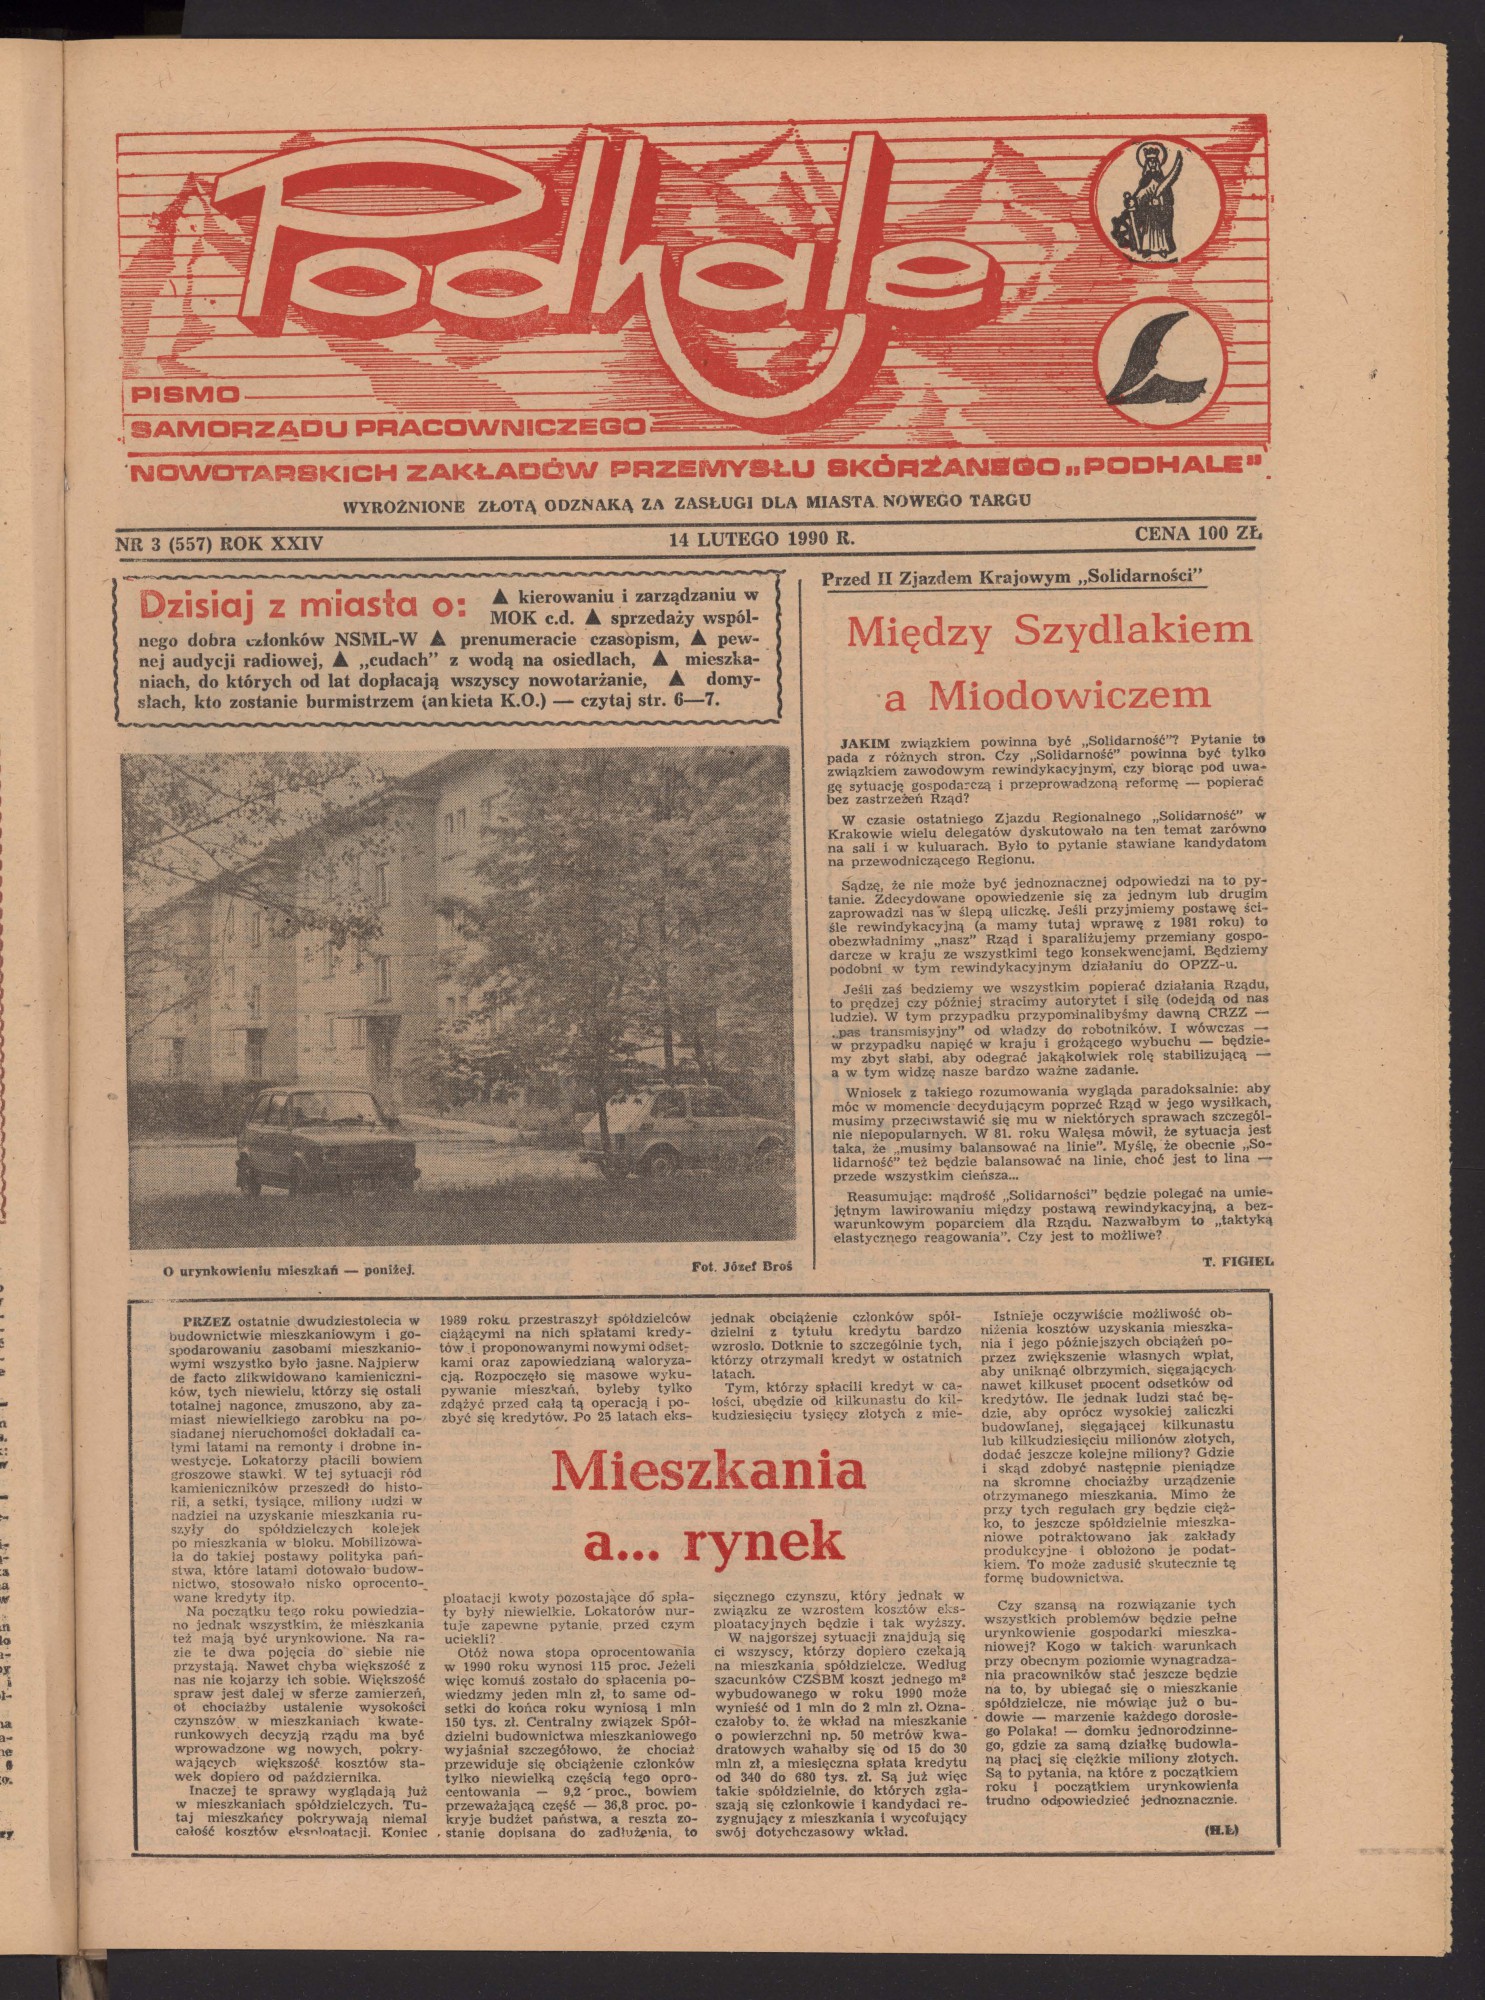 Podhale
PISMO
SAMORZĄDU PRACOWNICZEGO
NOWOTARSKICH ZAKŁADÓW PRZEMYSŁU SKÓRZANEGO „PODHALE"
WYRÓŻNIONE ZŁOTĄ ODZNAKĄ ZA ZASŁUGI DLA MIASTA NOWEGO TARGU
NR 3 (557) ROK XXIV
14 LUTEGO 1990 R.
CENA 100 ZŁ
Dzisiaj z miasta o: ▲ kierowaniu i zarządzaniu w
MOK c.d. ▲ sprzedaży wspól-
nego dobra członków NSML-W ▲ prenumeracie czasopism, ▲ pew-
nej audycji radiowej, ▲ „cudach" z wodą na osiedlach, ▲ mieszka-
niach, do których od lat dopłacają wszyscy nowotarżanie, ▲ domy-
słach, kto zostanie burmistrzem (ankieta K.O.) — czytaj str. 6—7.
O urynkowieniu mieszkań — poniżej.
Fot. Józef Broś
Przed II Zjazdem Krajowym „Solidarności"
Między Szydlakiem
a Miodowiczem
JAKIM związkiem powinna być „Solidarność"? Pytanie to
pada z różnych stron. Czy „Solidarność" powinna być tylko
związkiem zawodowym rewindykacyjnym, czy biorąc pod uwa-
gę sytuację gospodarczą i przeprowadzoną reformę — popierać
bez zastrzeżeń Rząd?
W czasie ostatniego Zjazdu Regionalnego „Solidarność" w
Krakowie wielu delegatów dyskutowało na ten temat zarówno
na sali i w kuluarach. Było to pytanie stawiane kandydatom
na przewodniczącego Regionu.
Sądzę, że nie może być jednoznacznej odpowiedzi na to py-
tanie. Zdecydowane opowiedzenie się za jednym lub drugim
zaprowadzi nas w ślepą uliczkę. Jeśli przyjmiemy postawę ści-
śle rewindykacyjną (a mamy tutaj wprawę z 1981 roku) to
obezwładnimy „nasz" Rząd i sparaliżujemy przemiany gospo-
darcze w kraju ze wszystkimi tego konsekwencjami. Będziemy
podobni w tym rewindykacyjnym działaniu do OPZZ-u.
Jeśli zaś bedziemy we wszystkim popierać działania Rządu,
to prędzej czy później stracimy autorytet i siłę (odejdą od nas
ludzie). W tym przypadku przypominalibyśmy dawną CRZZ —
„pas transmisyjny" od władzy do robotników. I wówczas —
w przypadku napięć w kraju i grożącego wybuchu — będzie-
my zbyt słabi, aby odegrać jakąkolwiek rolę stabilizującą —
a w tym widzę nasze bardzo ważne zadanie.
Wniosek z takiego rozumowania wygląda paradoksalnie: aby
móc w momencie decydującym poprzeć Rząd w jego wysiłkach,
musimy przeciwstawić się mu w niektórych sprawach szczegól-
nie niepopularnych. W 81. roku Wałęsa mówił, że sytuacja jest
taka, że „musimy balansować na linie". Myślę, że obecnie „So-
lidarność" też będzie balansować na linie, choć jest to lina —
przede wszystkim cieńsza...
Reasumując: mądrość „Solidarności" będzie polegać na umie-
jętnym lawirowaniu między postawą rewindykacyjną, a bez-
warunkowym poparciem dla Rządu. Nazwałbym to „taktyką
elastycznego reagowania". Czy jest to możliwe?
T. FIGIEL
Mieszkania
a... rynek
PRZEZ ostatnie dwudziestolecia w
budownictwie mieszkaniowym i go-
spodarowaniu zasobami mieszkanio-
wymi wszystko było jasne. Najpierw
de facto zlikwidowano kamieniczni-
ków, tych niewielu, którzy się ostali
totalnej nagonce, zmuszono, aby za-
miast niewielkiego zarobku na po-
siadanej nieruchomości dokładali ca-
łymi latami na remonty i drobne in-
westycje. Lokatorzy płacili bowiem
groszowe stawki. W tej sytuacji ród
kamieniczników przeszedł do histo-
rii, a setki, tysiące, miliony ludzi w
nadziei na uzyskanie mieszkania ru-
szyły do spółdzielczych kolejek
po mieszkania w bloku. Mobilizowa-
ła do takiej postawy polityka pań-
stwa, które latami dotowało budow-
nictwo, stosowało nisko oprocento-
wane kredyty itp.
Na początku tego roku powiedzia-
no jednak wszystkim, że mieszkania
też mają być urynkowione. Na ra-
zie te dwa pojęcia do siebie nie
przystają. Nawet chyba większość z
nas nie kojarzy ich sobie. Większość
spraw jest dalej w sferze zamierzeń,
ot chociażby ustalenie wysokości
czynszów w mieszkaniach kwate-
runkowych decyzją rządu ma być
wprowadzone wg nowych, pokry-
wających większość kosztów sta-
wek dopiero od października.
Inaczej te sprawy wyglądają już
w mieszkaniach spółdzielczych. Tu-
taj mieszkańcy pokrywają niemal
całość kosztów eksploatacji. Koniec
1989 roku przestraszył spółdzielców
ciążącymi na nich spłatami kredy-
tów i proponowanymi nowymi odset-
kami oraz zapowiedzianą waloryza-
cją. Rozpoczęło się masowe wyku-
pywanie mieszkań, byleby tylko
zdążyć przed całą tą operacją i po-
zbyć się kredytów. Po 25 latach eks-
ploatacji kwoty pozostające do spła-
ty były niewielkie. Lokatorów nur-
tuje zapewne pytanie, przed czym
uciekli?
Otóż nowa stopa oprocentowania
w 1990 roku wynosi 115 proc. Jeżeli
więc komuś zostało do spłacenia po-
wiedzmy jeden mln zł, to same od-
setki do końca roku wyniosą 1 mln
150 tys. zł. Centralny związek Spół-
dzielni budownictwa mieszkaniowego
wyjaśniał szczegółowo, że chociaż
przewiduje się obciążenie członków
tylko niewielką częścią tego opro-
centowania — 9,2 proc., bowiem
przeważającą część — 36,8 proc. po-
kryje budżet państwa, a reszta zo-
stanie dopisana do zadłużenia, to
jednak obciążenie członków spół-
dzielni z tytułu kredytu bardzo
wzrosło. Dotknie to szczególnie tych,
którzy otrzymali kredyt w ostatnich
latach.
Tym, którzy spłacili kredyt w ca-
łości, ubędzie od kilkunastu do kil-
kudziesięciu tysięcy złotych z mie-
sięcznego czynszu, który jednak w
związku ze wzrostem kosztów eks-
ploatacyjnych będzie i tak wyższy.
W najgorszej sytuacji znajdują się
ci wszyscy, którzy dopiero czekają
na mieszkania spółdzielcze. Według
szacunków CZSBM koszt jednego m²
wybudowanego w roku 1990 może
wynieść od 1 mln do 2 mln zł. Ozna-
czałoby to, że wkład na mieszkanie
o powierzchni np. 50 metrów kwa-
dratowych wahałby się od 15 do 30
mln zł, a miesięczna spłata kredytu
od 340 do 680 tys. zł. Są już więc
takie spółdzielnie, do których zgła-
szają się członkowie i kandydaci re-
zygnujący z mieszkania i wycofujący
swój dotychczasowy wkład.
Istnieje oczywiście możliwość ob-
niżenia kosztów uzyskania mieszka-
nia i jego późniejszych obciążeń po-
przez zwiększenie własnych wpłat,
aby uniknąć olbrzymich, sięgających
nawet kilkuset procent odsetków od
kredytów. Ile jednak ludzi stać bę-
dzie, aby oprócz wysokiej zaliczki
budowlanej, sięgającej kilkunastu
lub kilkudziesięciu milionów złotych,
dodać jeszcze kolejne miliony? Gdzie
i skąd zdobyć następnie pieniądze
na skromne chociażby urządzenie
otrzymanego mieszkania. Mimo że
przy tych regułach gry będzie cięż-
ko, to jeszcze spółdzielnie mieszka-
niowe potraktowano jak zakłady
produkcyjne i obłożono je podat-
kiem. To może zadusić skutecznie tę
formę budownictwa.
Czy szansą na rozwiązanie tych
wszystkich problemów będzie pełne
urynkowienie gospodarki mieszka-
niowej? Kogo w takich warunkach
przy obecnym poziomie wynagradza-
nia pracowników stać jeszcze będzie
na to, by ubiegać się o mieszkanie
spółdzielcze, nie mówiąc już o bu-
dowie — marzenie każdego dorosłe-
go Polaka! — domku jednorodzinne-
go, gdzie za samą działkę budowla-
ną płaci się ciężkie miliony złotych.
Są to pytania, na które z początkiem
roku i początkiem urynkowienia
trudno odpowiedzieć jednoznacznie.
(H.Ł)